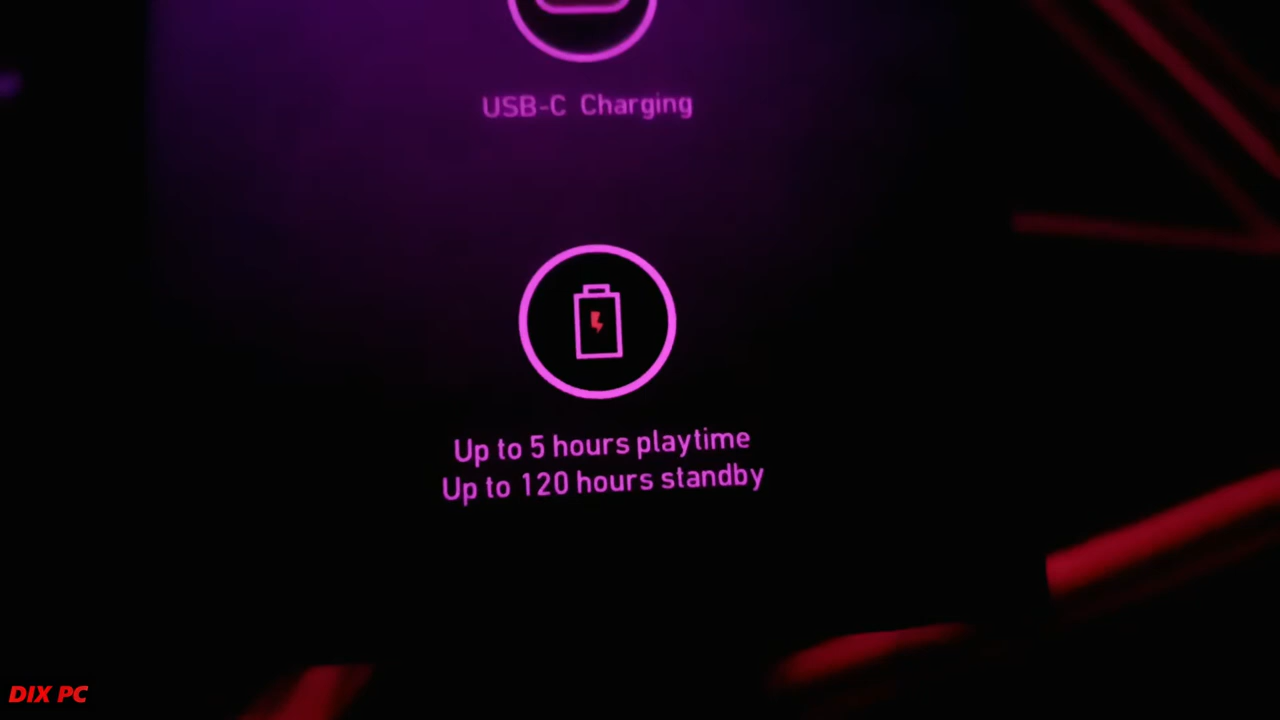 USB-C Charging
Up to 5 hours playtime
Up to 120 hours standby
DIX PC